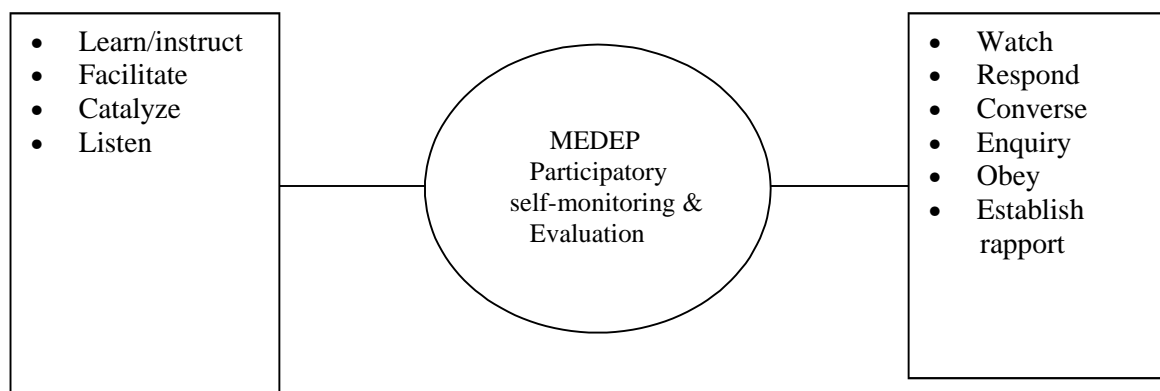 • Learn/instruct
• Facilitate
• Catalyze
• Listen
MEDEP
Participatory
self-monitoring &
Evaluation
• Watch
• Respond
• Converse
• Enquiry
• Obey
• Establish
rapport